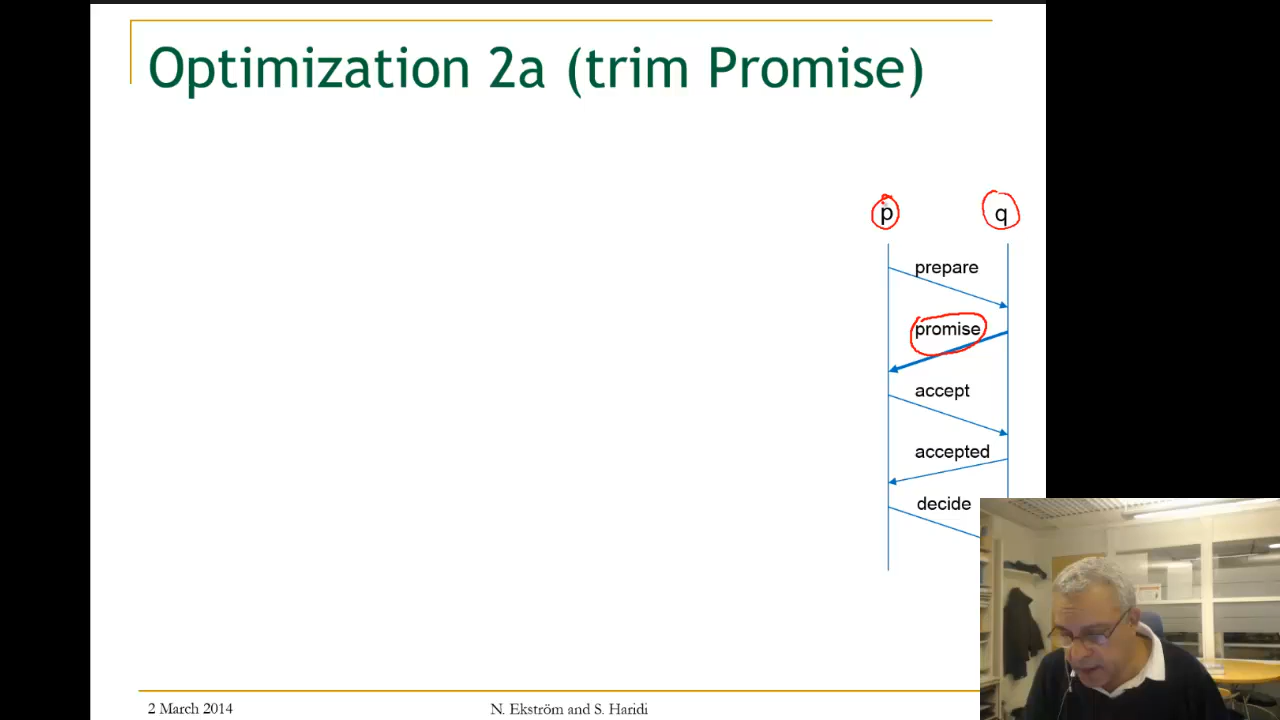 Optimization 2a (trim Promise)
p q
prepare
promise
accept
accepted
decide
2 March 2014 N. Ekström and S. Haridi